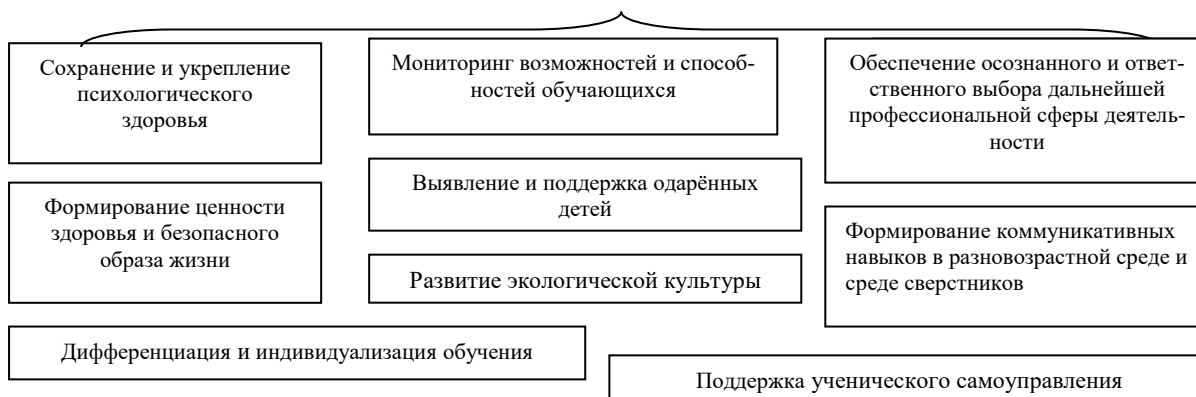 Сохранение и укрепление
психологического
здоровья
Мониторинг возможностей и способ-
ностей обучающихся
Обеспечение осознанного и ответ-
ственного выбора дальнейшей
профессиональной сферы деятель-
ности
Выявление и поддержка одарённых
детей
Формирование ценности
здоровья и безопасного
образа жизни
Формирование коммуникативных
навыков в разновозрастной среде и
среде сверстников
Развитие экологической культуры
Дифференциация и индивидуализация обучения
Поддержка ученического самоуправления